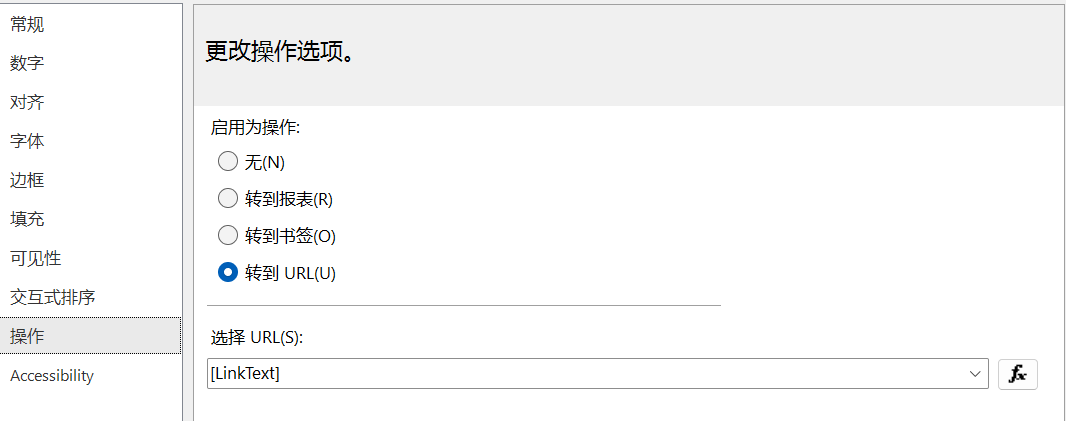 常规
数字
对齐
字体
边框
填充
可见性
交互式排序
操作
Accessibility
更改操作选项。
启用为操作:
无(N)
转到报表(R)
转到书签(O)
转到 URL(U)
选择 URL(S):
[LinkText]
fx